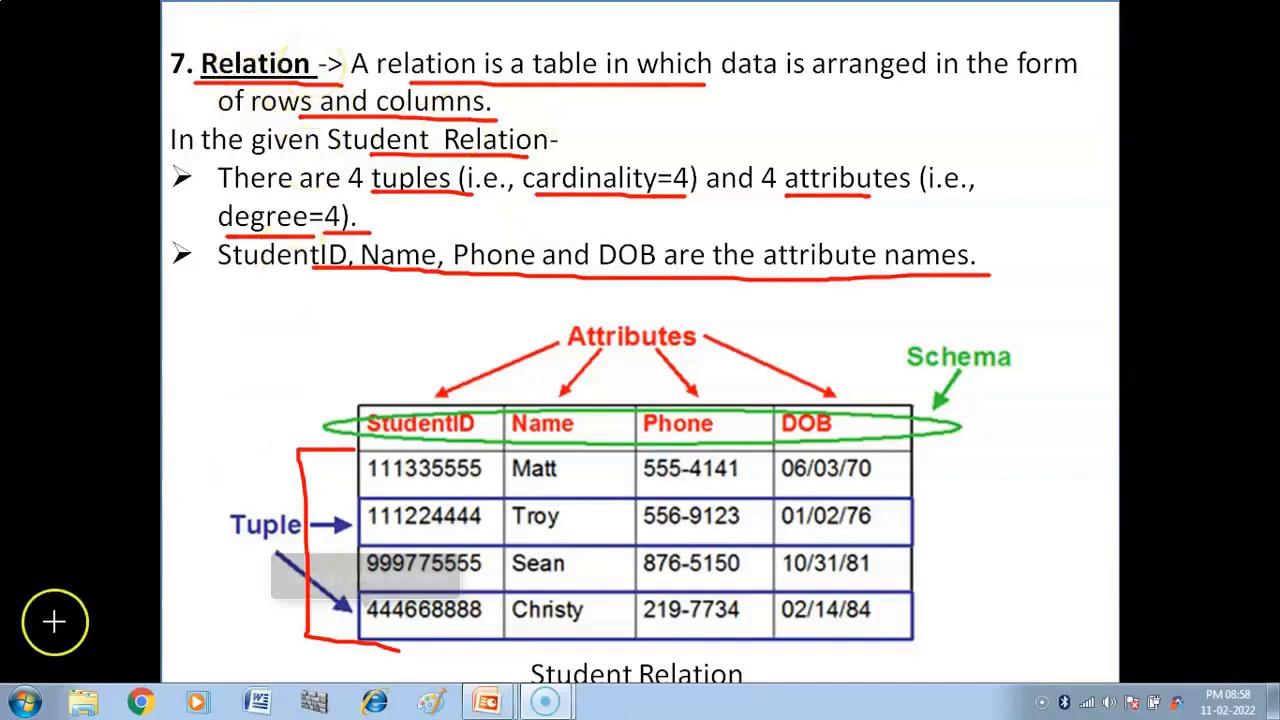 7. Relation -> A relation is a table in which data is arranged in the form
of rows and columns.
In the given Student Relation-
➢ There are 4 tuples (i.e., cardinality=4) and 4 attributes (i.e.,
degree=4).
➢ StudentID, Name, Phone and DOB are the attribute names.
Attributes
Schema
StudentID Name Phone DOB
111335555 Matt 555-4141 06/03/70
Tuple
111224444 Troy 556-9123 01/02/76
999775555 Sean 876-5150 10/31/81
444668888 Christy 219-7734 02/14/84
Student Relation
PM 08:58
11-02-2022